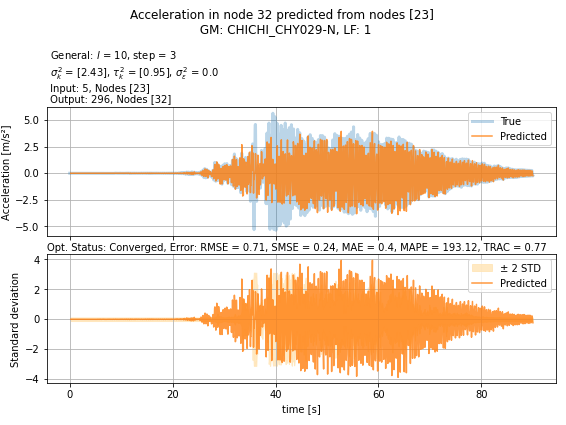 Acceleration in node 32 predicted from nodes [23]
GM: CHICHI_CHY029-N, LF: 1
General: l = 10, step = 3
σ²ₖ = [2.43], τ²ₖ = [0.95], σ²ε = 0.0
Input: 5, Nodes [23]
Output: 296, Nodes [32]
Acceleration [m/s²]
5.0
2.5
0.0
−2.5
−5.0
True
Predicted
Opt. Status: Converged, Error: RMSE = 0.71, SMSE = 0.24, MAE = 0.4, MAPE = 193.12, TRAC = 0.77
Standard deviation
4
2
0
−2
−4
± 2 STD
Predicted
0 20 40 60 80
time [s]